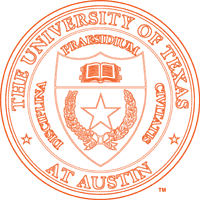 THE UNIVERSITY OF TEXAS
AT AUSTIN
DISCIPLINA
PRAESIDIUM
CIVITATIS
TM